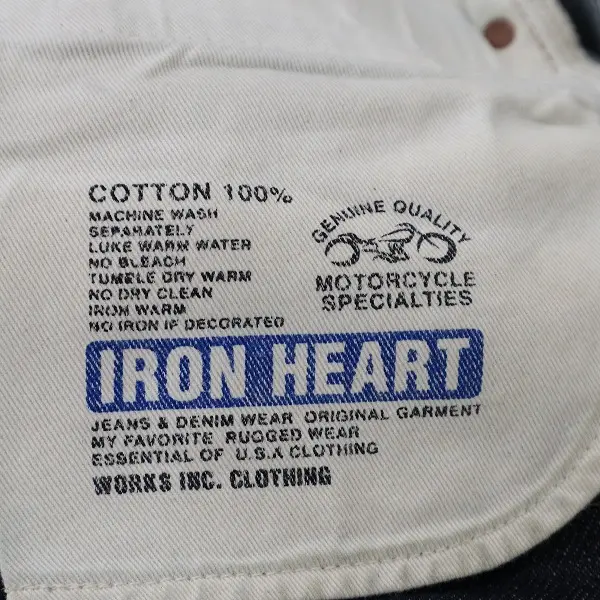 COTTON 100%
MACHINE WASH
SEPARATELY
LUKE WARM WATER
NO BLEACH
TUMBLE DRY WARM
NO DRY CLEAN
IRON WARM
NO IRON IF DECORATED
GENUINE QUALITY
MOTORCYCLE
SPECIALTIES
IRON HEART
JEANS & DENIM WEAR ORIGINAL GARMENT
MY FAVORITE RUGGED WEAR
ESSENTIAL OF U.S.A CLOTHING
WORKS INC. CLOTHING